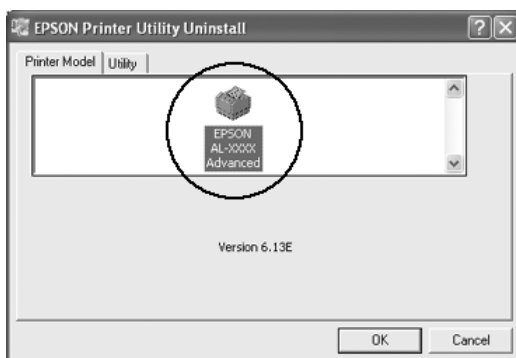 EPSON Printer Utility Uninstall
Printer Model Utility
EPSON
AL-XXXX
Advanced
Version 6.13E
OK Cancel